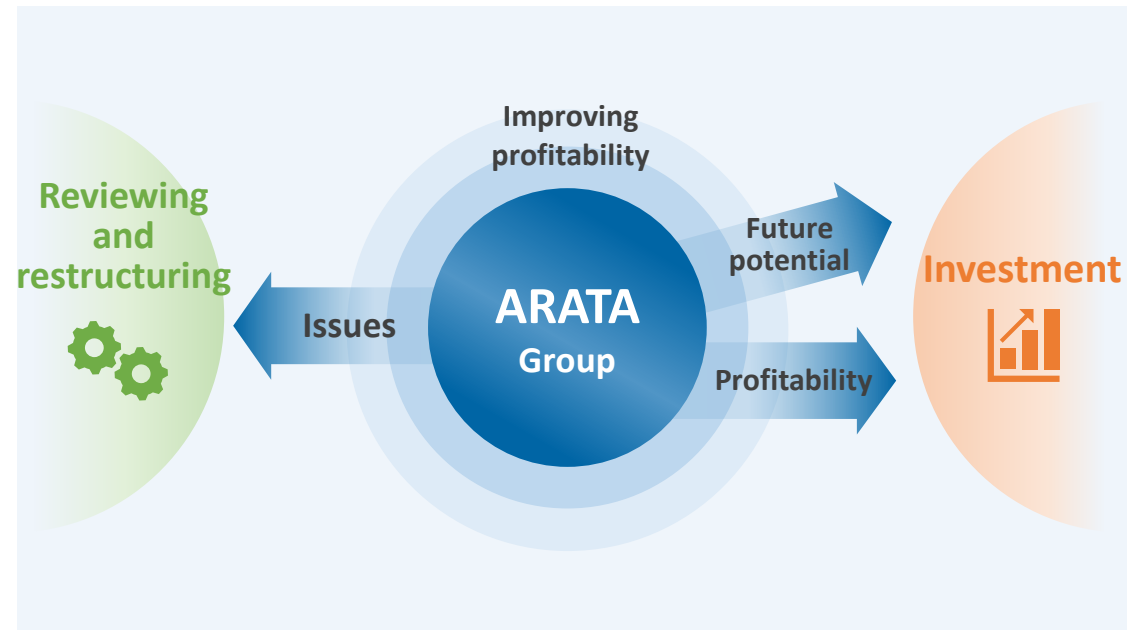 Improving
profitability
Reviewing
and
restructuring
Issues
ARATA
Group
Future
potential
Profitability
Investment